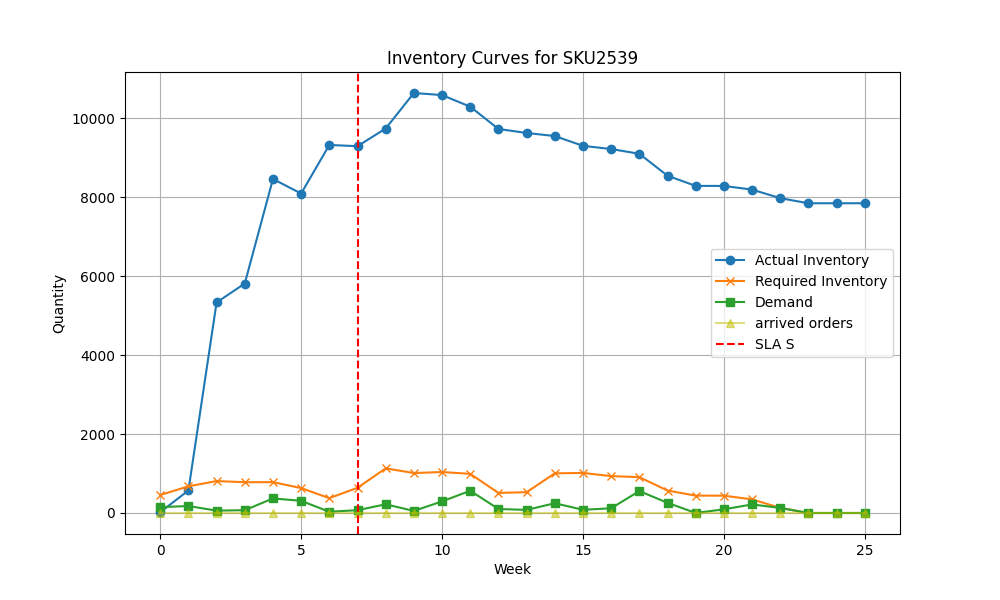 Inventory Curves for SKU2539
Quantity
10000
8000
6000
4000
2000
0
Actual Inventory
Required Inventory
Demand
arrived orders
SLA S
0 5 10 15 20 25
Week